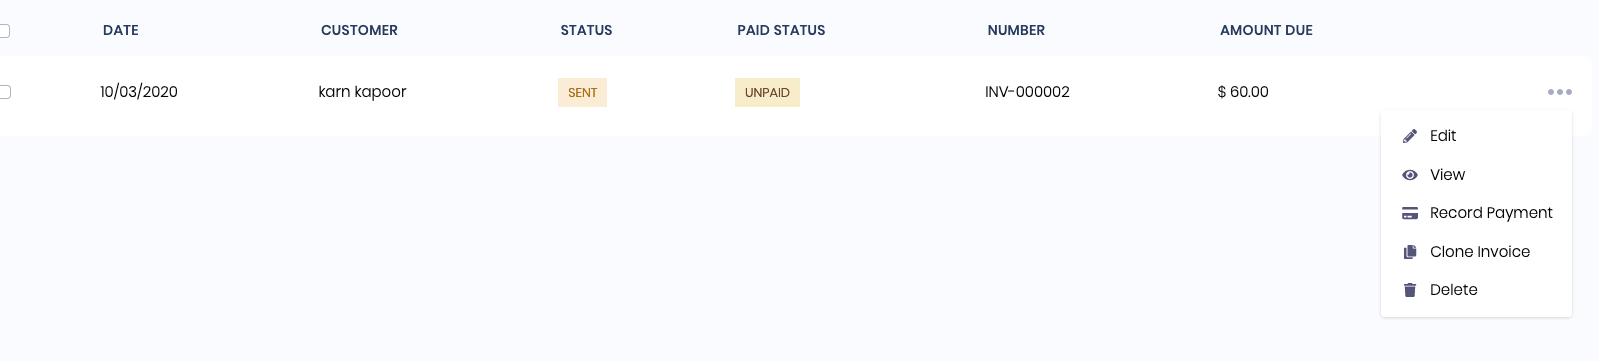 DATE CUSTOMER STATUS PAID STATUS NUMBER AMOUNT DUE
10/03/2020 karn kapoor SENT UNPAID INV-000002 $ 60.00
Edit
View
Record Payment
Clone Invoice
Delete